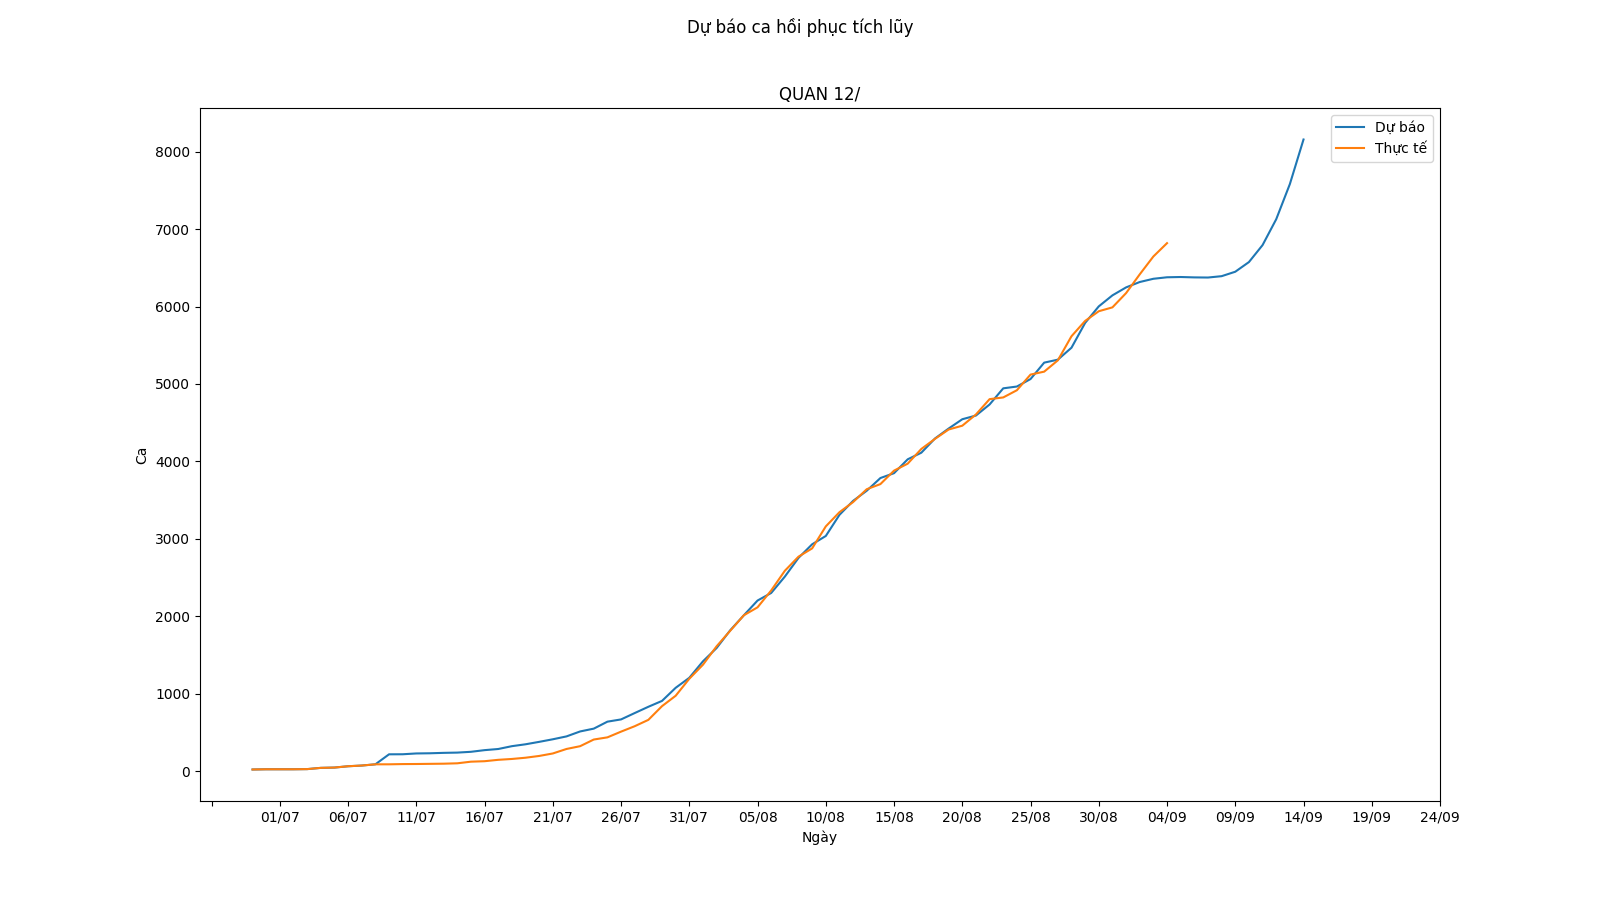 Dự báo ca hồi phục tích lũy
QUAN 12/
Dự báo
Thực tế
8000
7000
6000
5000
4000
3000
2000
1000
0
Ca
01/07 06/07 11/07 16/07 21/07 26/07 31/07 05/08 10/08 15/08 20/08 25/08 30/08 04/09 09/09 14/09 19/09 24/09
Ngày